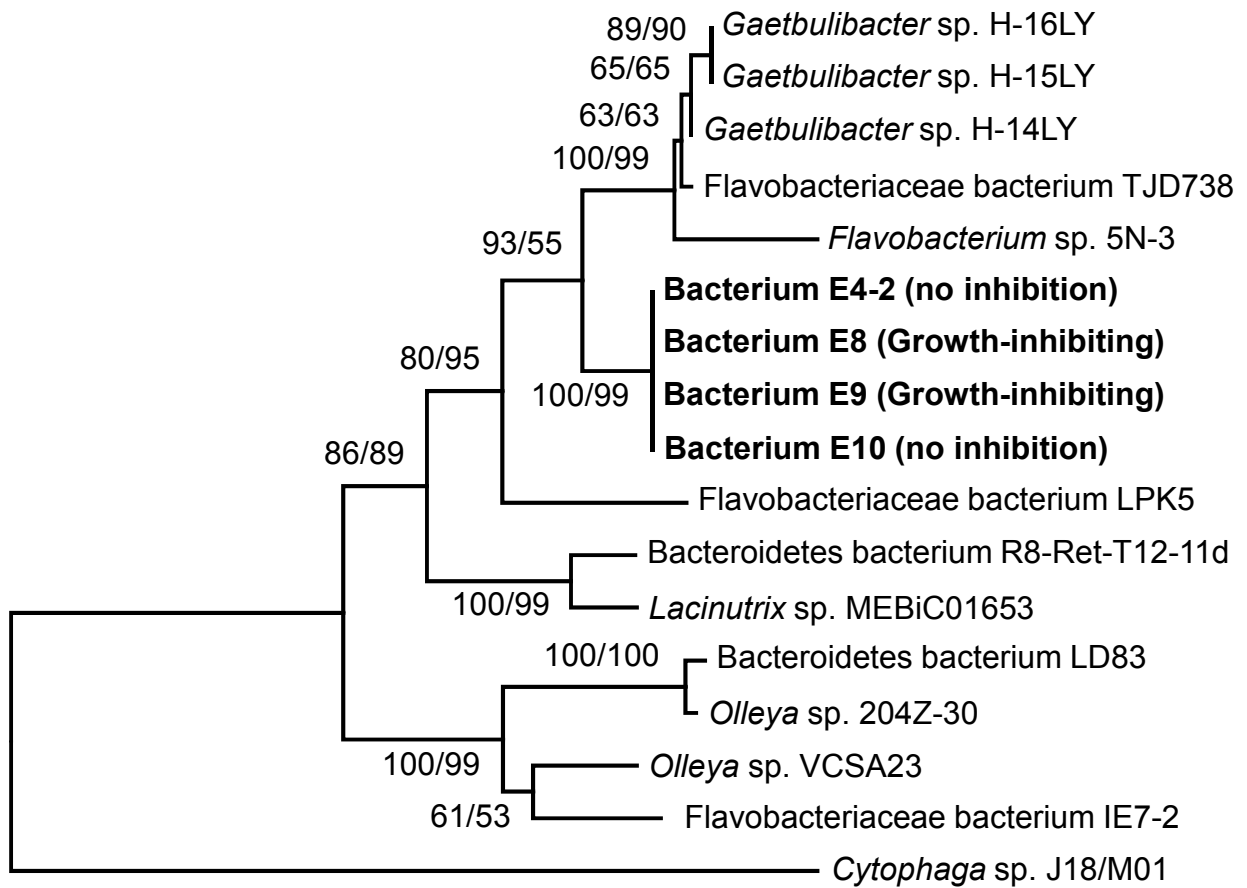 89/90
Gaetbulibacter sp. H-16LY
65/65
Gaetbulibacter sp. H-15LY
63/63
Gaetbulibacter sp. H-14LY
100/99
Flavobacteriaceae bacterium TJD738
93/55
Flavobacterium sp. 5N-3
Bacterium E4-2 (no inhibition)
Bacterium E8 (Growth-inhibiting)
80/95
100/99
Bacterium E9 (Growth-inhibiting)
Bacterium E10 (no inhibition)
86/89
Flavobacteriaceae bacterium LPK5
Bacteroidetes bacterium R8-Ret-T12-11d
100/99
Lacinutrix sp. MEBiC01653
100/100
Bacteroidetes bacterium LD83
Olleya sp. 204Z-30
100/99
Olleya sp. VCSA23
61/53
Flavobacteriaceae bacterium IE7-2
Cytophaga sp. J18/M01